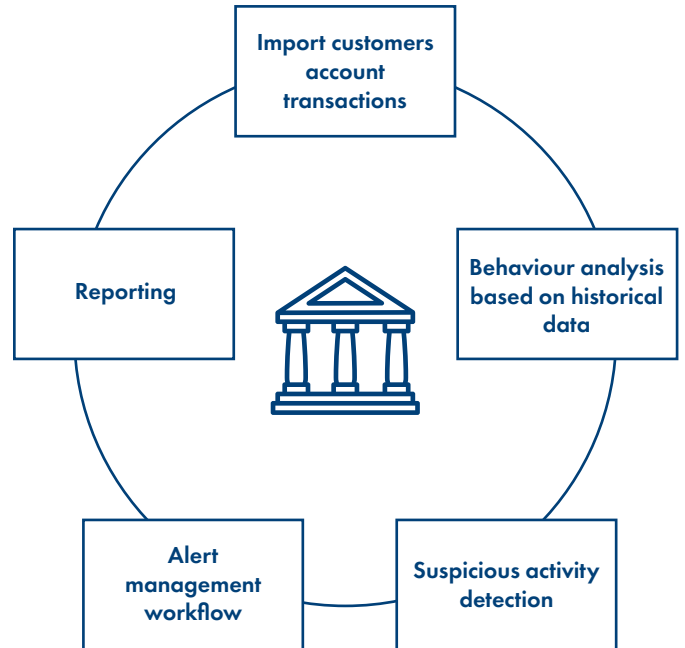 Import customers
account
transactions
Behaviour analysis
based on historical
data
Suspicious activity
detection
Alert
management
workflow
Reporting